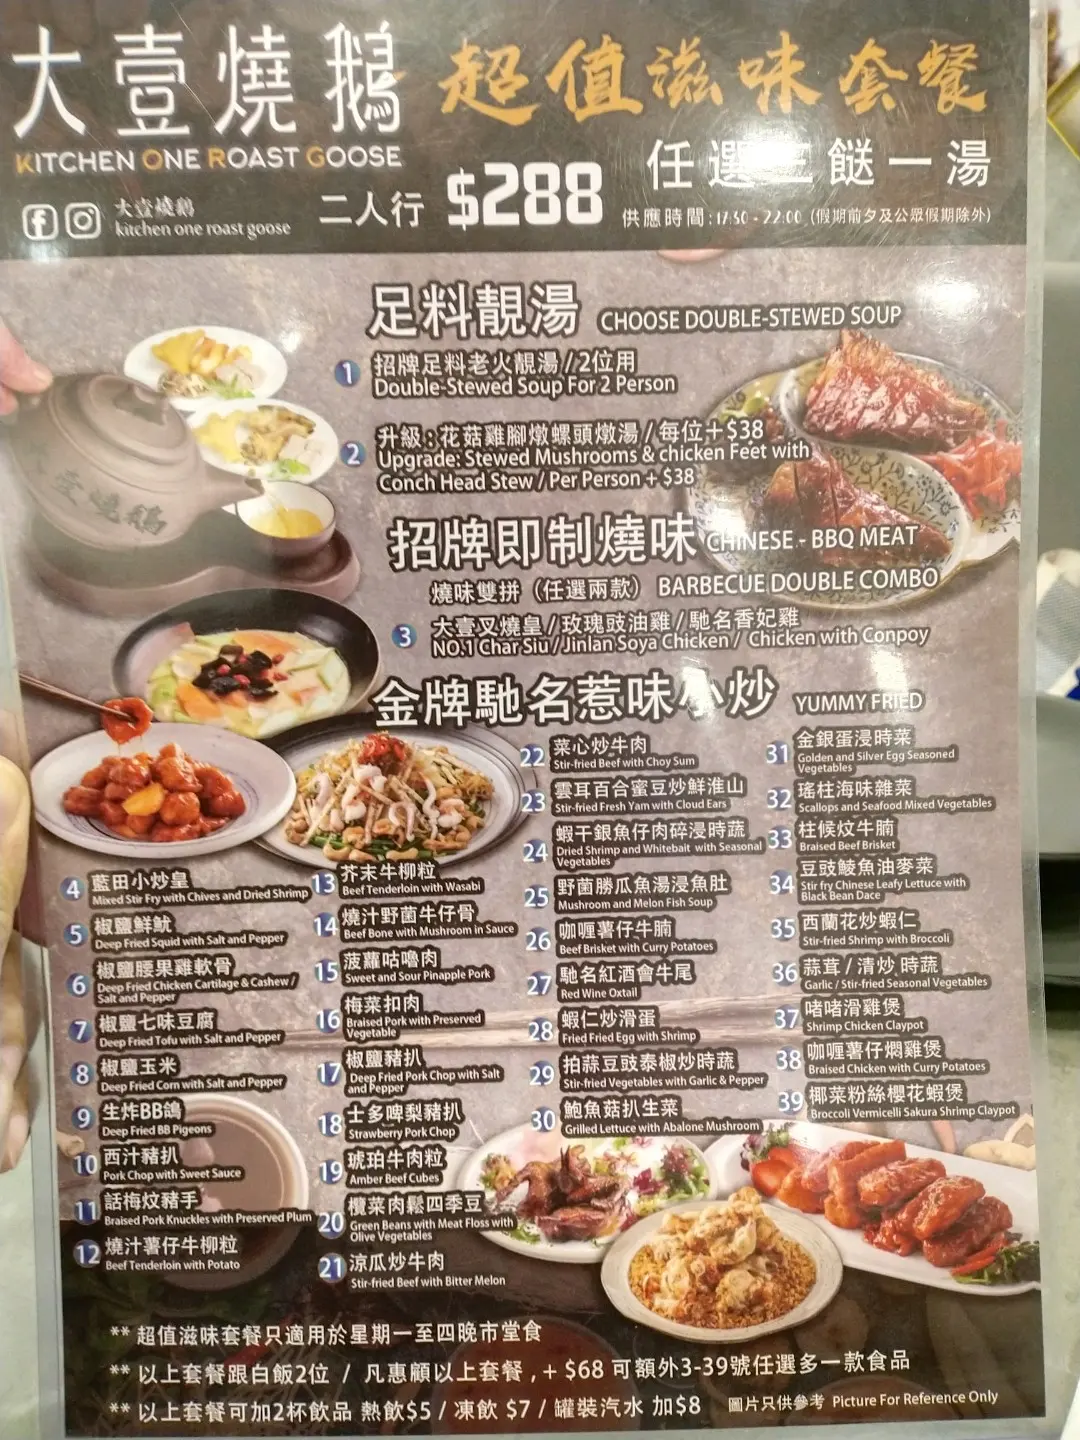 大壹燒鵝
KITCHEN ONE ROAST GOOSE
超值滋味套餐
任選三餸一湯
大壹燒鵝
kitchen one roast goose
二人行 $288
供應時間:17:30 - 22:00 (假期前夕及公眾假期除外)
足料靚湯 CHOOSE DOUBLE-STEWED SOUP
1 招牌足料老火靚湯 / 2位用
Double-Stewed Soup For 2 Person
2 升級:花菇雞腳燉螺頭燉湯 / 每位+$38
Upgrade: Stewed Mushrooms & chicken Feet with
Conch Head Stew / Per Person + $38
招牌即制燒味 CHINESE - BBQ MEAT
燒味雙拼 (任選兩款) BARBECUE DOUBLE COMBO
3 大壹叉燒皇 / 玫瑰豉油雞 / 馳名香妃雞
NO.1 Char Siu / Jinlan Soya Chicken / Chicken with Conpoy
金牌馳名惹味小炒 YUMMY FRIED
4 藍田小炒皇
Mixed Stir Fry with Chives and Dried Shrimp
5 椒鹽鮮魷
Deep Fried Squid with Salt and Pepper
6 椒鹽腰果雞軟骨
Deep Fried Chicken Cartilage & Cashew /
Salt and Pepper
7 椒鹽七味豆腐
Deep Fried Tofu with Salt and Pepper
8 椒鹽玉米
Deep Fried Corn with Salt and Pepper
9 生炸BB鴿
Deep Fried BB Pigeons
10 西汁豬扒
Pork Chop with Sweet Sauce
11 話梅炆豬手
Braised Pork Knuckles with Preserved Plum
12 燒汁薯仔牛柳粒
Beef Tenderloin with Potato
13 芥末牛柳粒
Beef Tenderloin with Wasabi
14 燒汁野菌牛仔骨
Beef Bone with Mushroom in Sauce
15 菠蘿咕嚕肉
Sweet and Sour Pinapple Pork
16 梅菜扣肉
Braised Pork with Preserved
Vegetable
17 椒鹽豬扒
Deep Fried Pork Chop with Salt
and Pepper
18 士多啤梨豬扒
Strawberry Pork Chop
19 琥珀牛肉粒
Amber Beef Cubes
20 欖菜肉鬆四季豆
Green Beans with Meat Floss with
Olive Vegetables
21 涼瓜炒牛肉
Stir-fried Beef with Bitter Melon
22 菜心炒牛肉
Stir-fried Beef with Choy Sum
23 雲耳百合蜜豆炒鮮淮山
Stir-fried Fresh Yam with Cloud Ears
24 蝦干銀魚仔肉碎浸時蔬
Dried Shrimp and Whitebait with Seasonal
Vegetables
25 野菌勝瓜魚湯浸魚肚
Mushroom and Melon Fish Soup
26 咖喱薯仔牛腩
Beef Brisket with Curry Potatoes
27 馳名紅酒會牛尾
Red Wine Oxtail
28 蝦仁炒滑蛋
Fried Fried Egg with Shrimp
29 拍蒜豆豉泰椒炒時蔬
Stir-fried Vegetables with Garlic & Pepper
30 鮑魚菇扒生菜
Grilled Lettuce with Abalone Mushroom
31 金銀蛋浸時菜
Golden and Silver Egg Seasoned
Vegetables
32 瑤柱海味雜菜
Scallops and Seafood Mixed Vegetables
33 柱候炆牛腩
Braised Beef Brisket
34 豆豉鯪魚油麥菜
Stir fry Chinese Leafy Lettuce with
Black Bean Dace
35 西蘭花炒蝦仁
Stir-fried Shrimp with Broccoli
36 蒜茸 / 清炒 時蔬
Garlic / Stir-fried Seasonal Vegetables
37 啫啫滑雞煲
Shrimp Chicken Claypot
38 咖喱薯仔燜雞煲
Braised Chicken with Curry Potatoes
39 椰菜粉絲櫻花蝦煲
Broccoli Vermicelli Sakura Shrimp Claypot
** 超值滋味套餐只適用於星期一至四晚市堂食
** 以上套餐跟白飯2位 / 凡惠顧以上套餐 , + $68 可額外3-39號任選多一款食品
** 以上套餐可加2杯飲品 熱飲$5 / 凍飲 $7 / 罐裝汽水 加$8
圖片只供參考 Picture For Reference Only